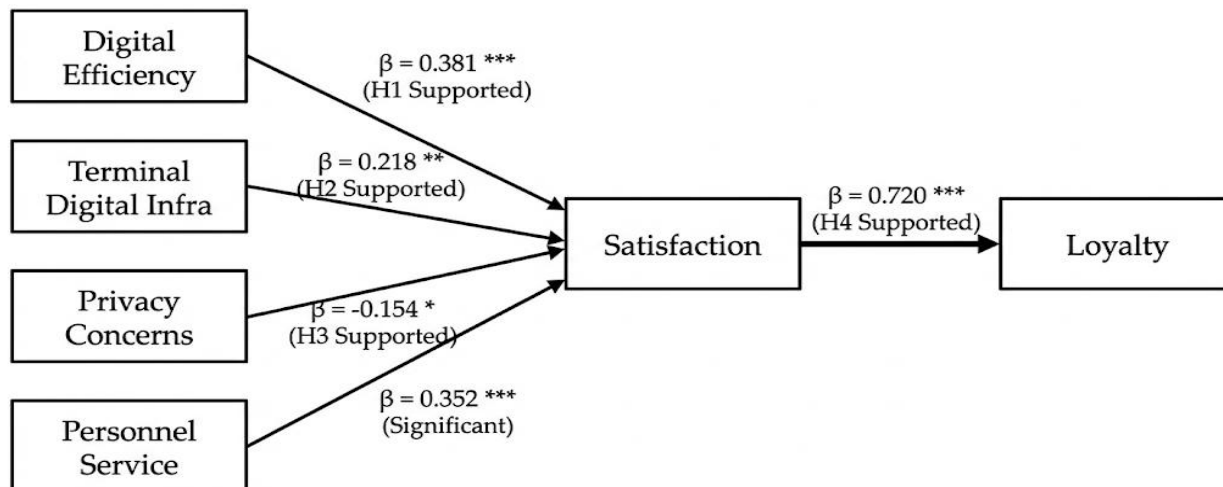 Digital
Efficiency
β = 0.381 ***
(H1 Supported)
Terminal
Digital Infra
β = 0.218 **
(H2 Supported)
Privacy
Concerns
β = -0.154 *
(H3 Supported)
Personnel
Service
β = 0.352 ***
(Significant)
Satisfaction
β = 0.720 ***
(H4 Supported)
Loyalty